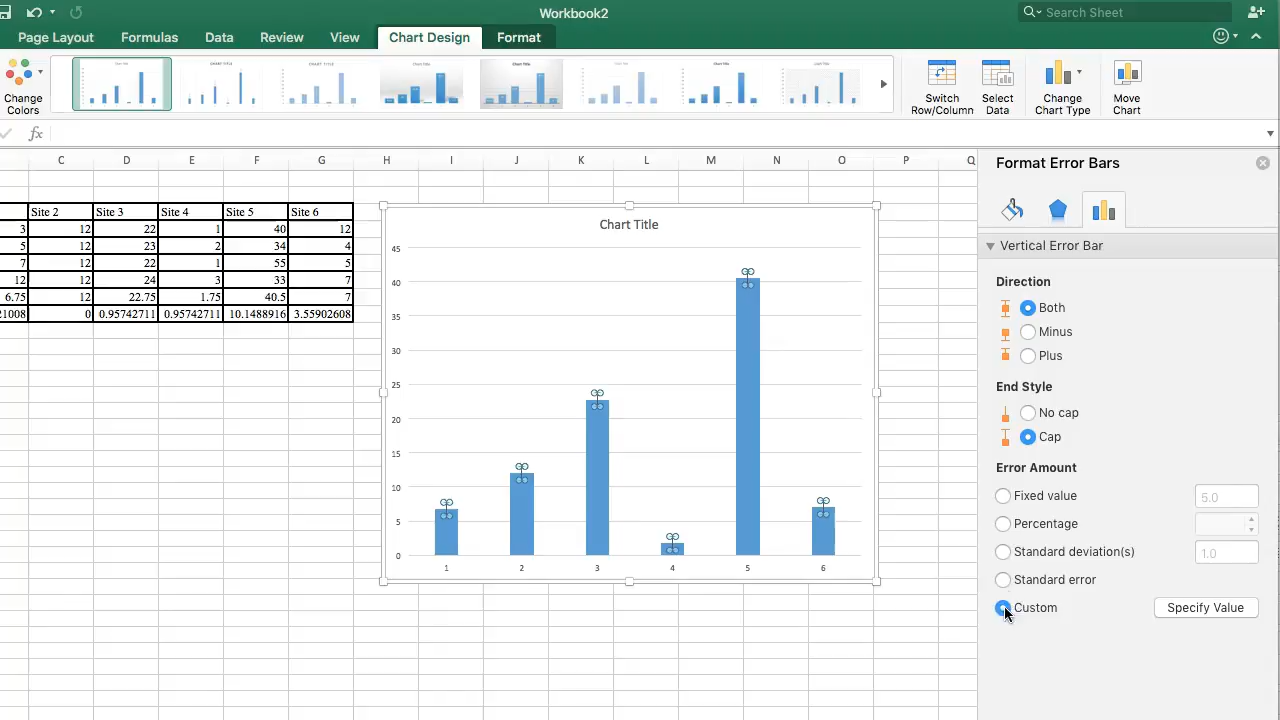 Workbook2
Search Sheet
Page Layout Formulas Data Review View Chart Design Format
Change Colors
Switch Row/Column
Select Data
Change Chart Type
Move Chart
fx
C D E F G H I J K L M N O P Q
Site 2 Site 3 Site 4 Site 5 Site 6
3 12 22 1 40 12
5 12 23 2 34 4
7 12 22 1 55 5
12 12 24 3 33 7
6.75 12 22.75 1.75 40.5 7
21008 0 0.95742711 0.95742711 10.1488916 3.55902608
Chart Title
45
40
35
30
25
20
15
10
5
0
1 2 3 4 5 6
Format Error Bars
Vertical Error Bar
Direction
Both
Minus
Plus
End Style
No cap
Cap
Error Amount
Fixed value 5.0
Percentage
Standard deviation(s) 1.0
Standard error
Custom Specify Value